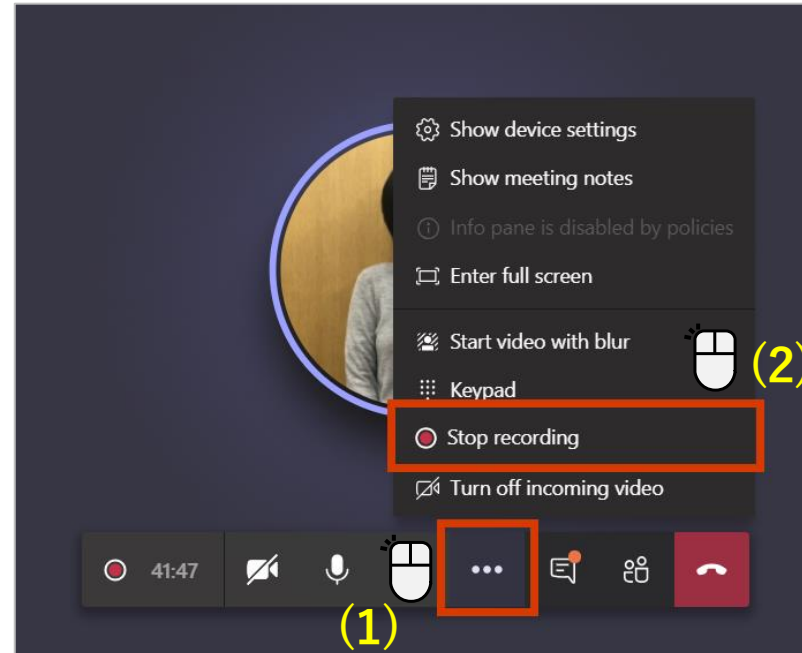 Show device settings
Show meeting notes
Info pane is disabled by policies
Enter full screen
Start video with blur
(2)
Keypad
Stop recording
Turn off incoming video
41:47
(1)